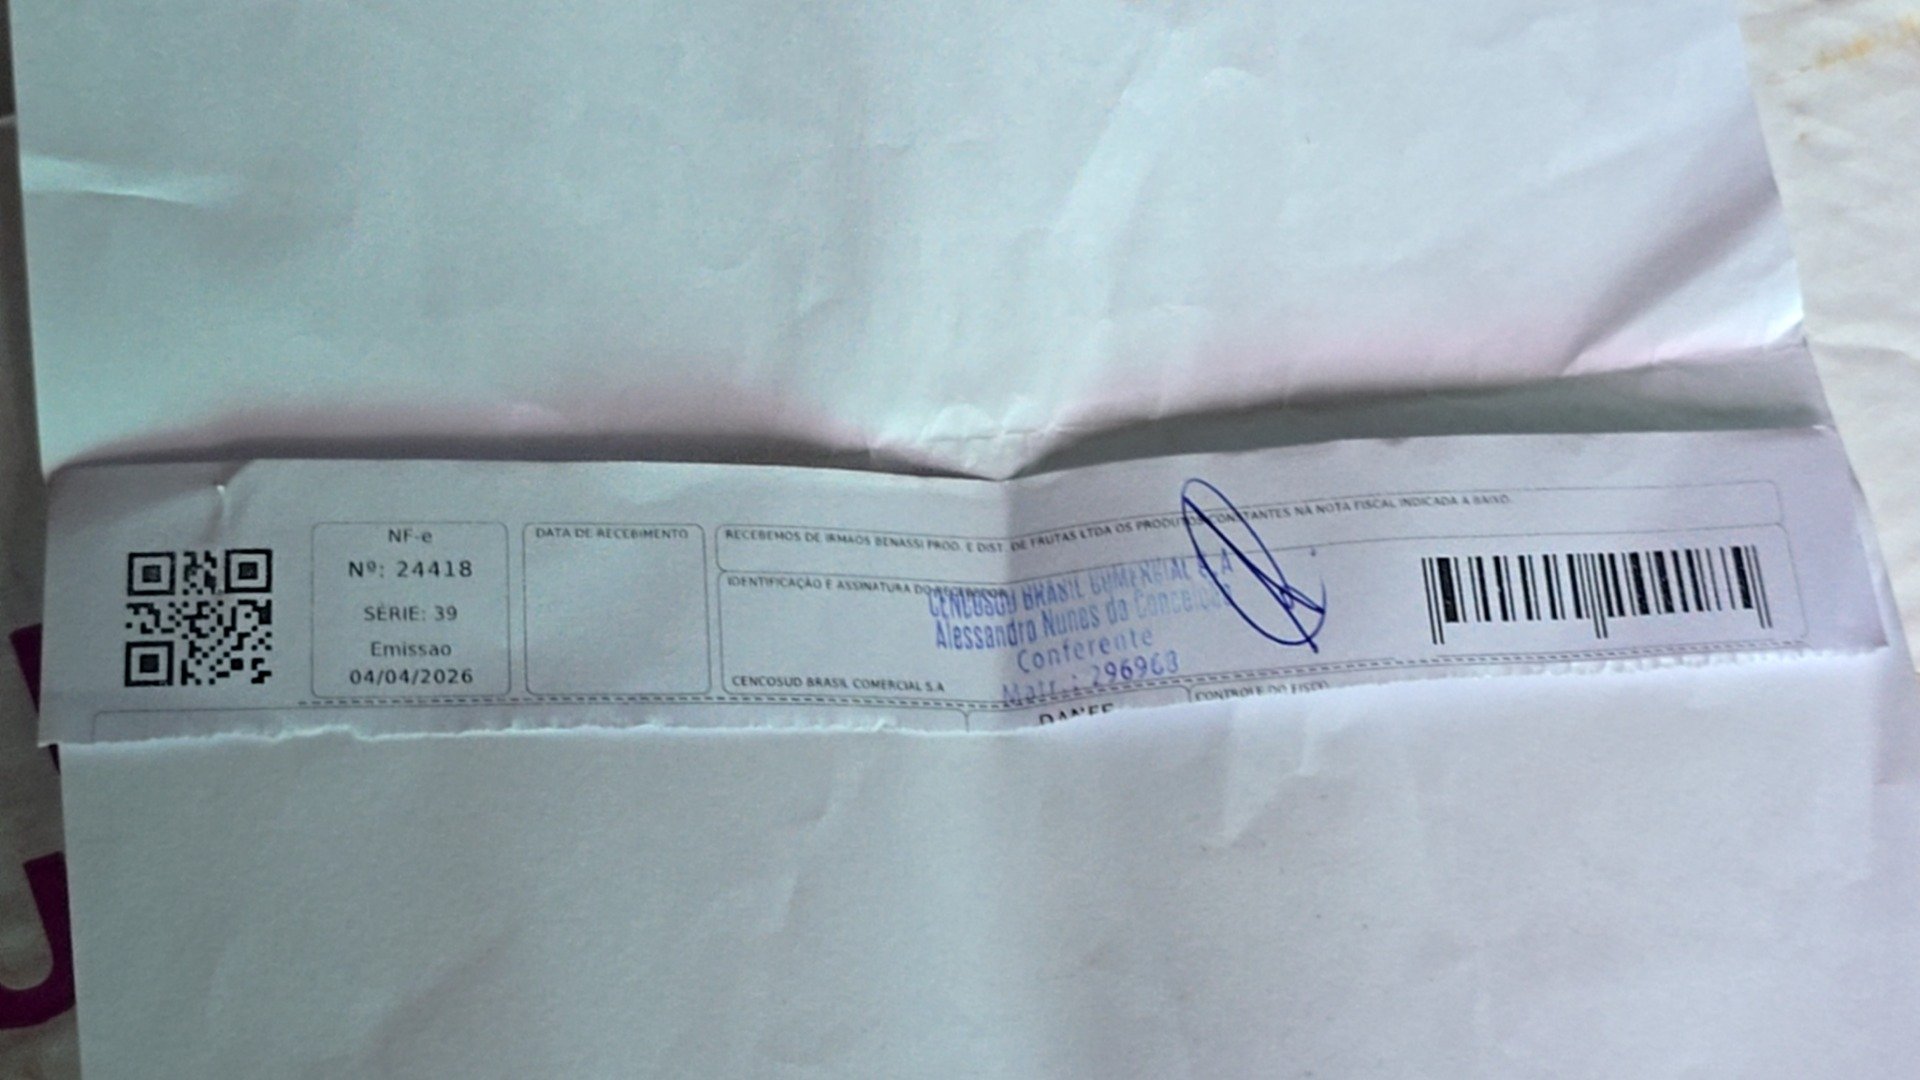 NF-e
Nº: 24418
SÉRIE: 39
Emissao
04/04/2026
DATA DE RECEBIMENTO
RECEBEMOS DE IRMAOS BENASSI PROD. E DIST. DE FRUTAS LTDA OS PRODUTOS CONSTANTES NA NOTA FISCAL INDICADA A BAIXO.
IDENTIFICAÇÃO E ASSINATURA DO RECEBEDOR
CENCOSUD BRASIL COMERCIAL S.A
CENCOSUD BRASIL COMERCIAL S A
Alessandro Nunes da Conceicao
Conferente
Matr.: 296963
DANFE
CONTROLE DO FISCO